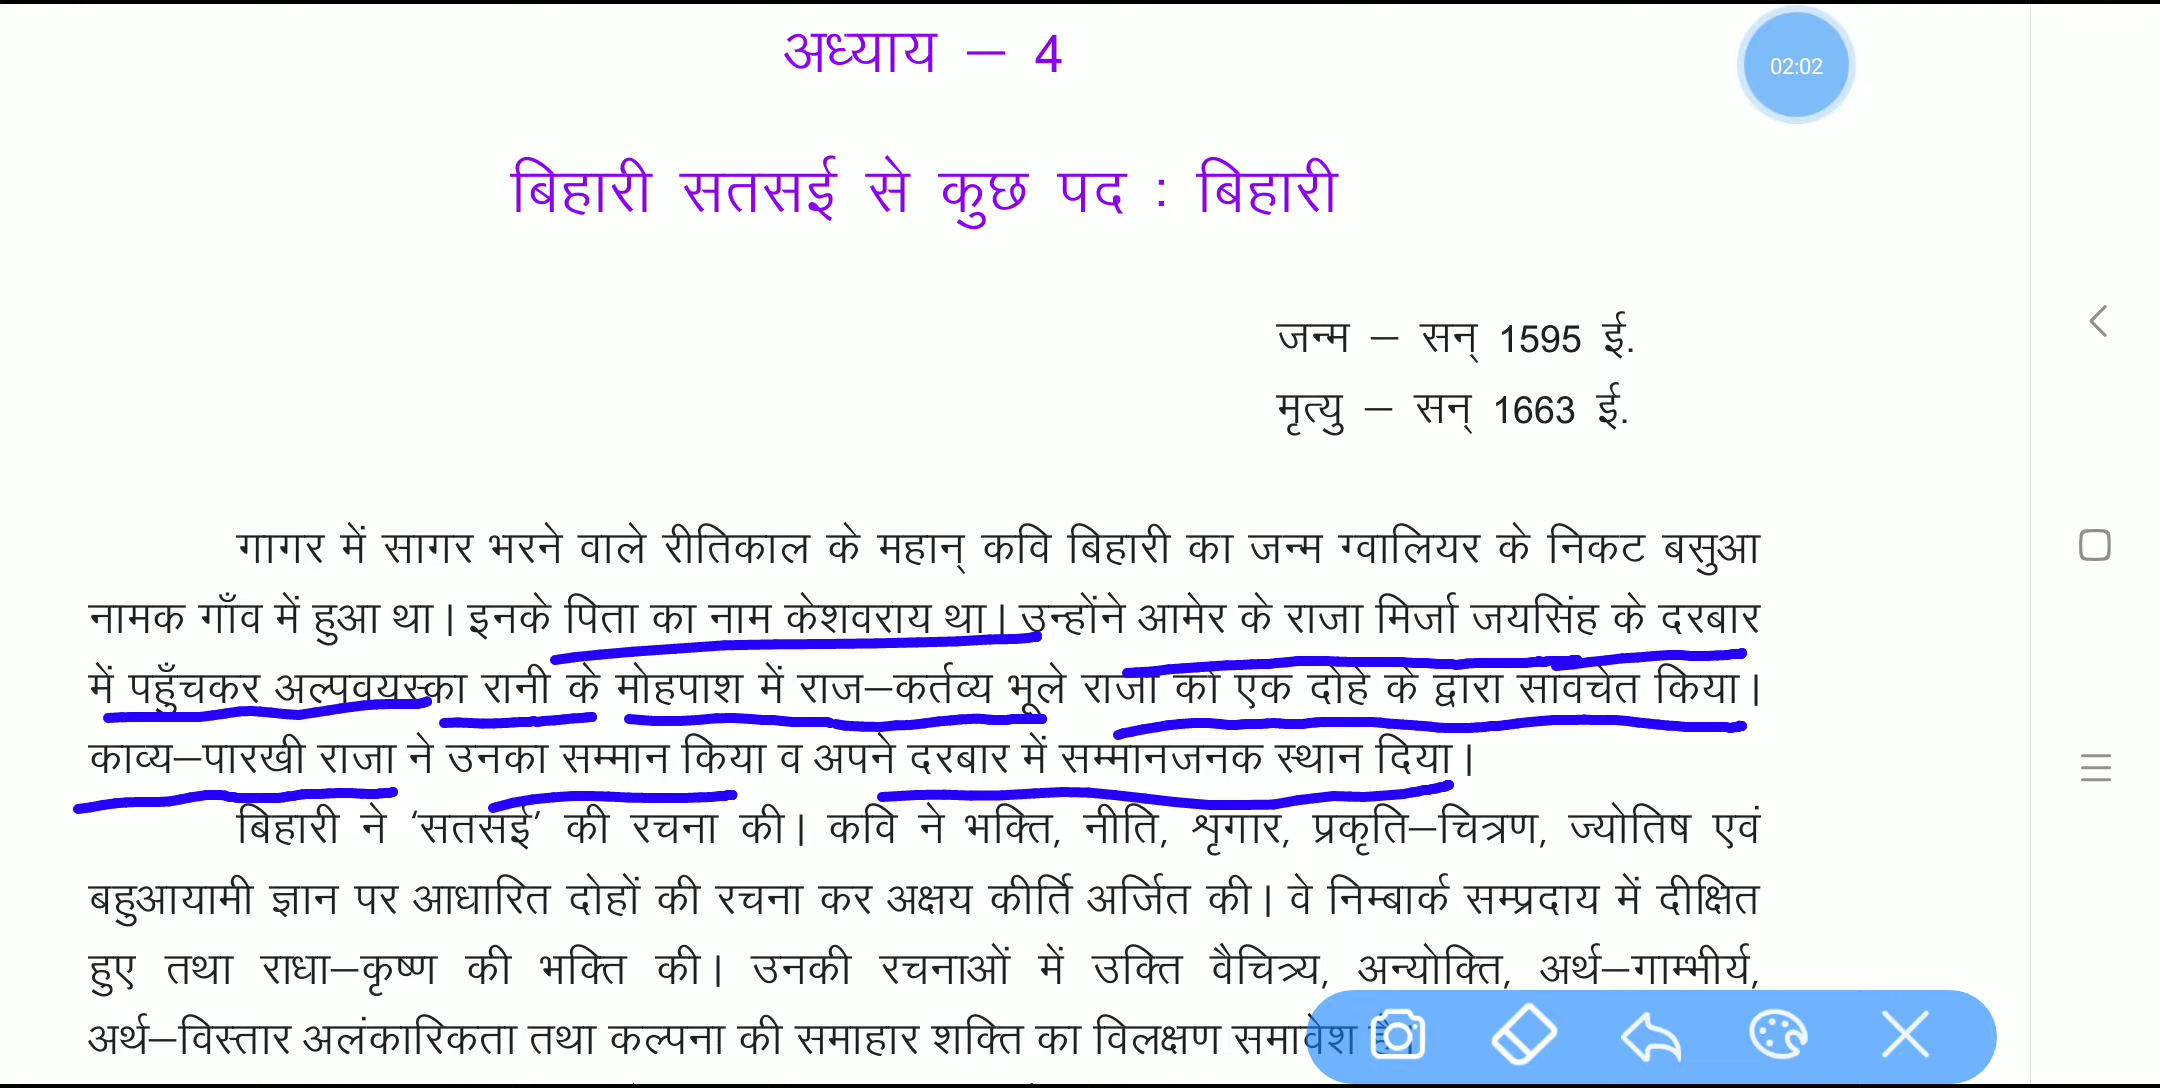 अध्याय – 4
02:02
बिहारी सतसई से कुछ पद : बिहारी
जन्म – सन् 1595 ई.
मृत्यु – सन् 1663 ई.
गागर में सागर भरने वाले रीतिकाल के महान् कवि बिहारी का जन्म ग्वालियर के निकट बसुआ
नामक गाँव में हुआ था। इनके पिता का नाम केशवराय था। उन्होंने आमेर के राजा मिर्जा जयसिंह के दरबार
में पहुँचकर अल्पवयस्का रानी के मोहपाश में राज–कर्तव्य भूले राजा को एक दोहे के द्वारा सावचेत किया।
काव्य–पारखी राजा ने उनका सम्मान किया व अपने दरबार में सम्मानजनक स्थान दिया।
बिहारी ने ‘सतसई’ की रचना की। कवि ने भक्ति, नीति, शृगार, प्रकृति–चित्रण, ज्योतिष एवं
बहुआयामी ज्ञान पर आधारित दोहों की रचना कर अक्षय कीर्ति अर्जित की। वे निम्बार्क सम्प्रदाय में दीक्षित
हुए तथा राधा–कृष्ण की भक्ति की। उनकी रचनाओं में उक्ति वैचित्र्य, अन्योक्ति, अर्थ–गाम्भीर्य,
अर्थ–विस्तार अलंकारिकता तथा कल्पना की समाहार शक्ति का विलक्षण समावेश है।